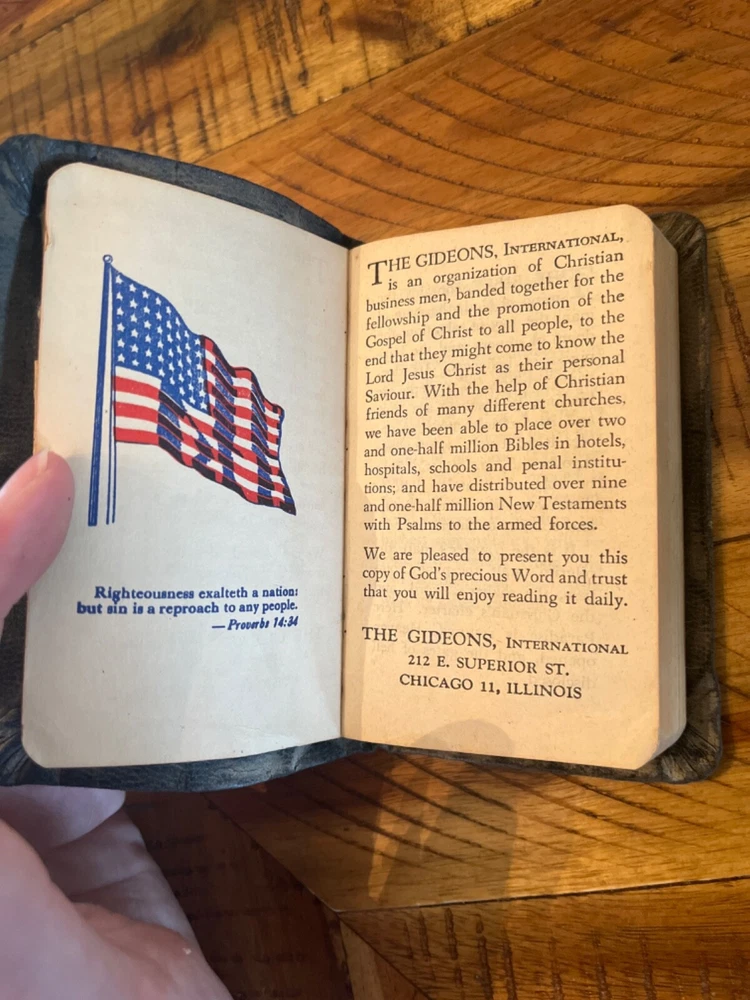 Righteousness exalteth a nation:
but sin is a reproach to any people.
— Proverbs 14:34
THE GIDEONS, INTERNATIONAL,
is an organization of Christian
business men, banded together for the
fellowship and the promotion of the
Gospel of Christ to all people, to the
end that they might come to know the
Lord Jesus Christ as their personal
Saviour. With the help of Christian
friends of many different churches,
we have been able to place over two
and one-half million Bibles in hotels,
hospitals, schools and penal institu-
tions; and have distributed over nine
and one-half million New Testaments
with Psalms to the armed forces.
We are pleased to present you this
copy of God's precious Word and trust
that you will enjoy reading it daily.
THE GIDEONS, INTERNATIONAL
212 E. SUPERIOR ST.
CHICAGO 11, ILLINOIS